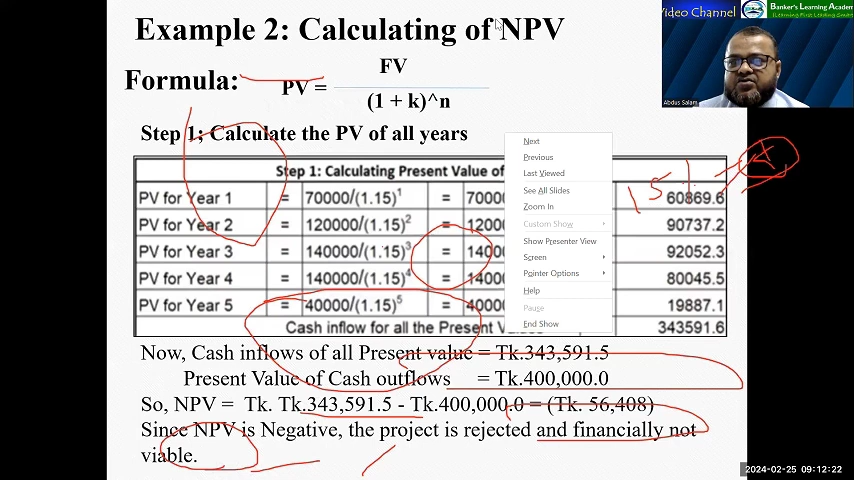 Example 2: Calculating of NPV
Video Channel
Banker's Learning Academ
Abdus Salam
Formula: PV = FV
(1 + k)^n
Step 1; Calculate the PV of all years
Step 1: Calculating Present Value of
PV for Year 1 = 70000/(1.15)^1 = 7000 60869.6
PV for Year 2 = 120000/(1.15)^2 = 1200 90737.2
PV for Year 3 = 140000/(1.15)^3 = 1400 92052.3
PV for Year 4 = 140000/(1.15)^4 = 1400 80045.5
PV for Year 5 = 40000/(1.15)^5 = 4000 19887.1
Cash inflow for all the Present V 343591.6
15%
Next
Previous
Last Viewed
See All Slides
Zoom In
Custom Show
Show Presenter View
Screen
Pointer Options
Help
Pause
End Show
Now, Cash inflows of all Present value = Tk.343,591.5
Present Value of Cash outflows = Tk.400,000.0
So, NPV = Tk. Tk.343,591.5 - Tk.400,000.0 = (Tk. 56,408)
Since NPV is Negative, the project is rejected and financially not
viable.
2024-02-25 09:12:22